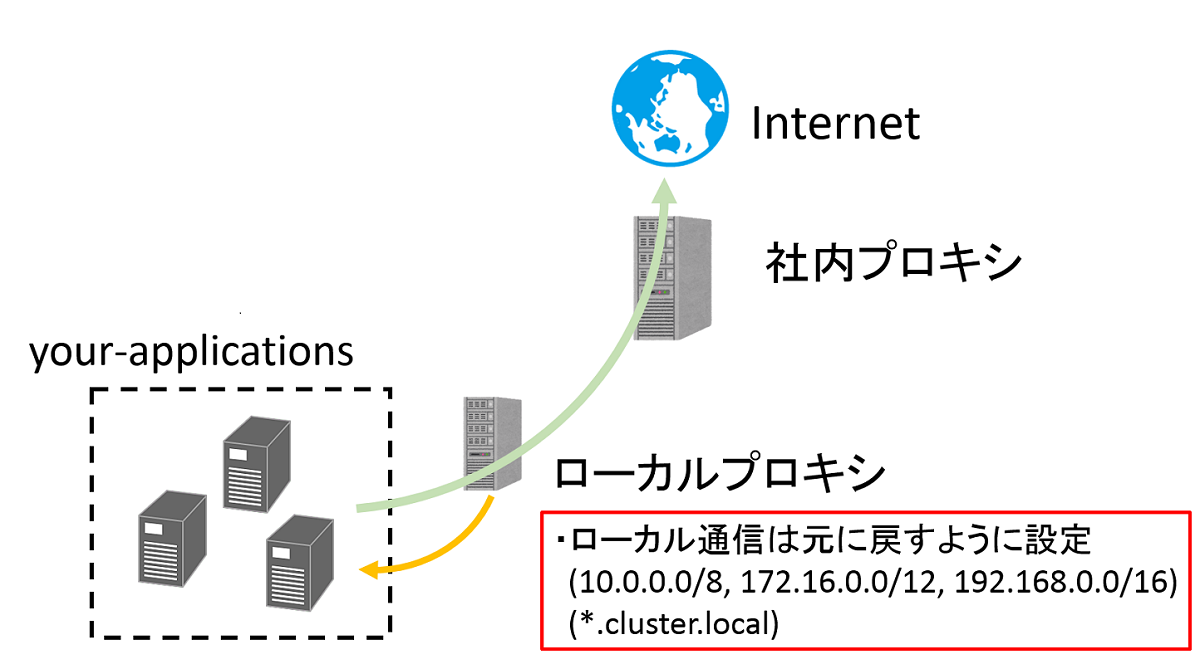 Internet
社内プロキシ
your-applications
ローカルプロキシ
・ローカル通信は元に戻すように設定
(10.0.0.0/8, 172.16.0.0/12, 192.168.0.0/16)
(*.cluster.local)